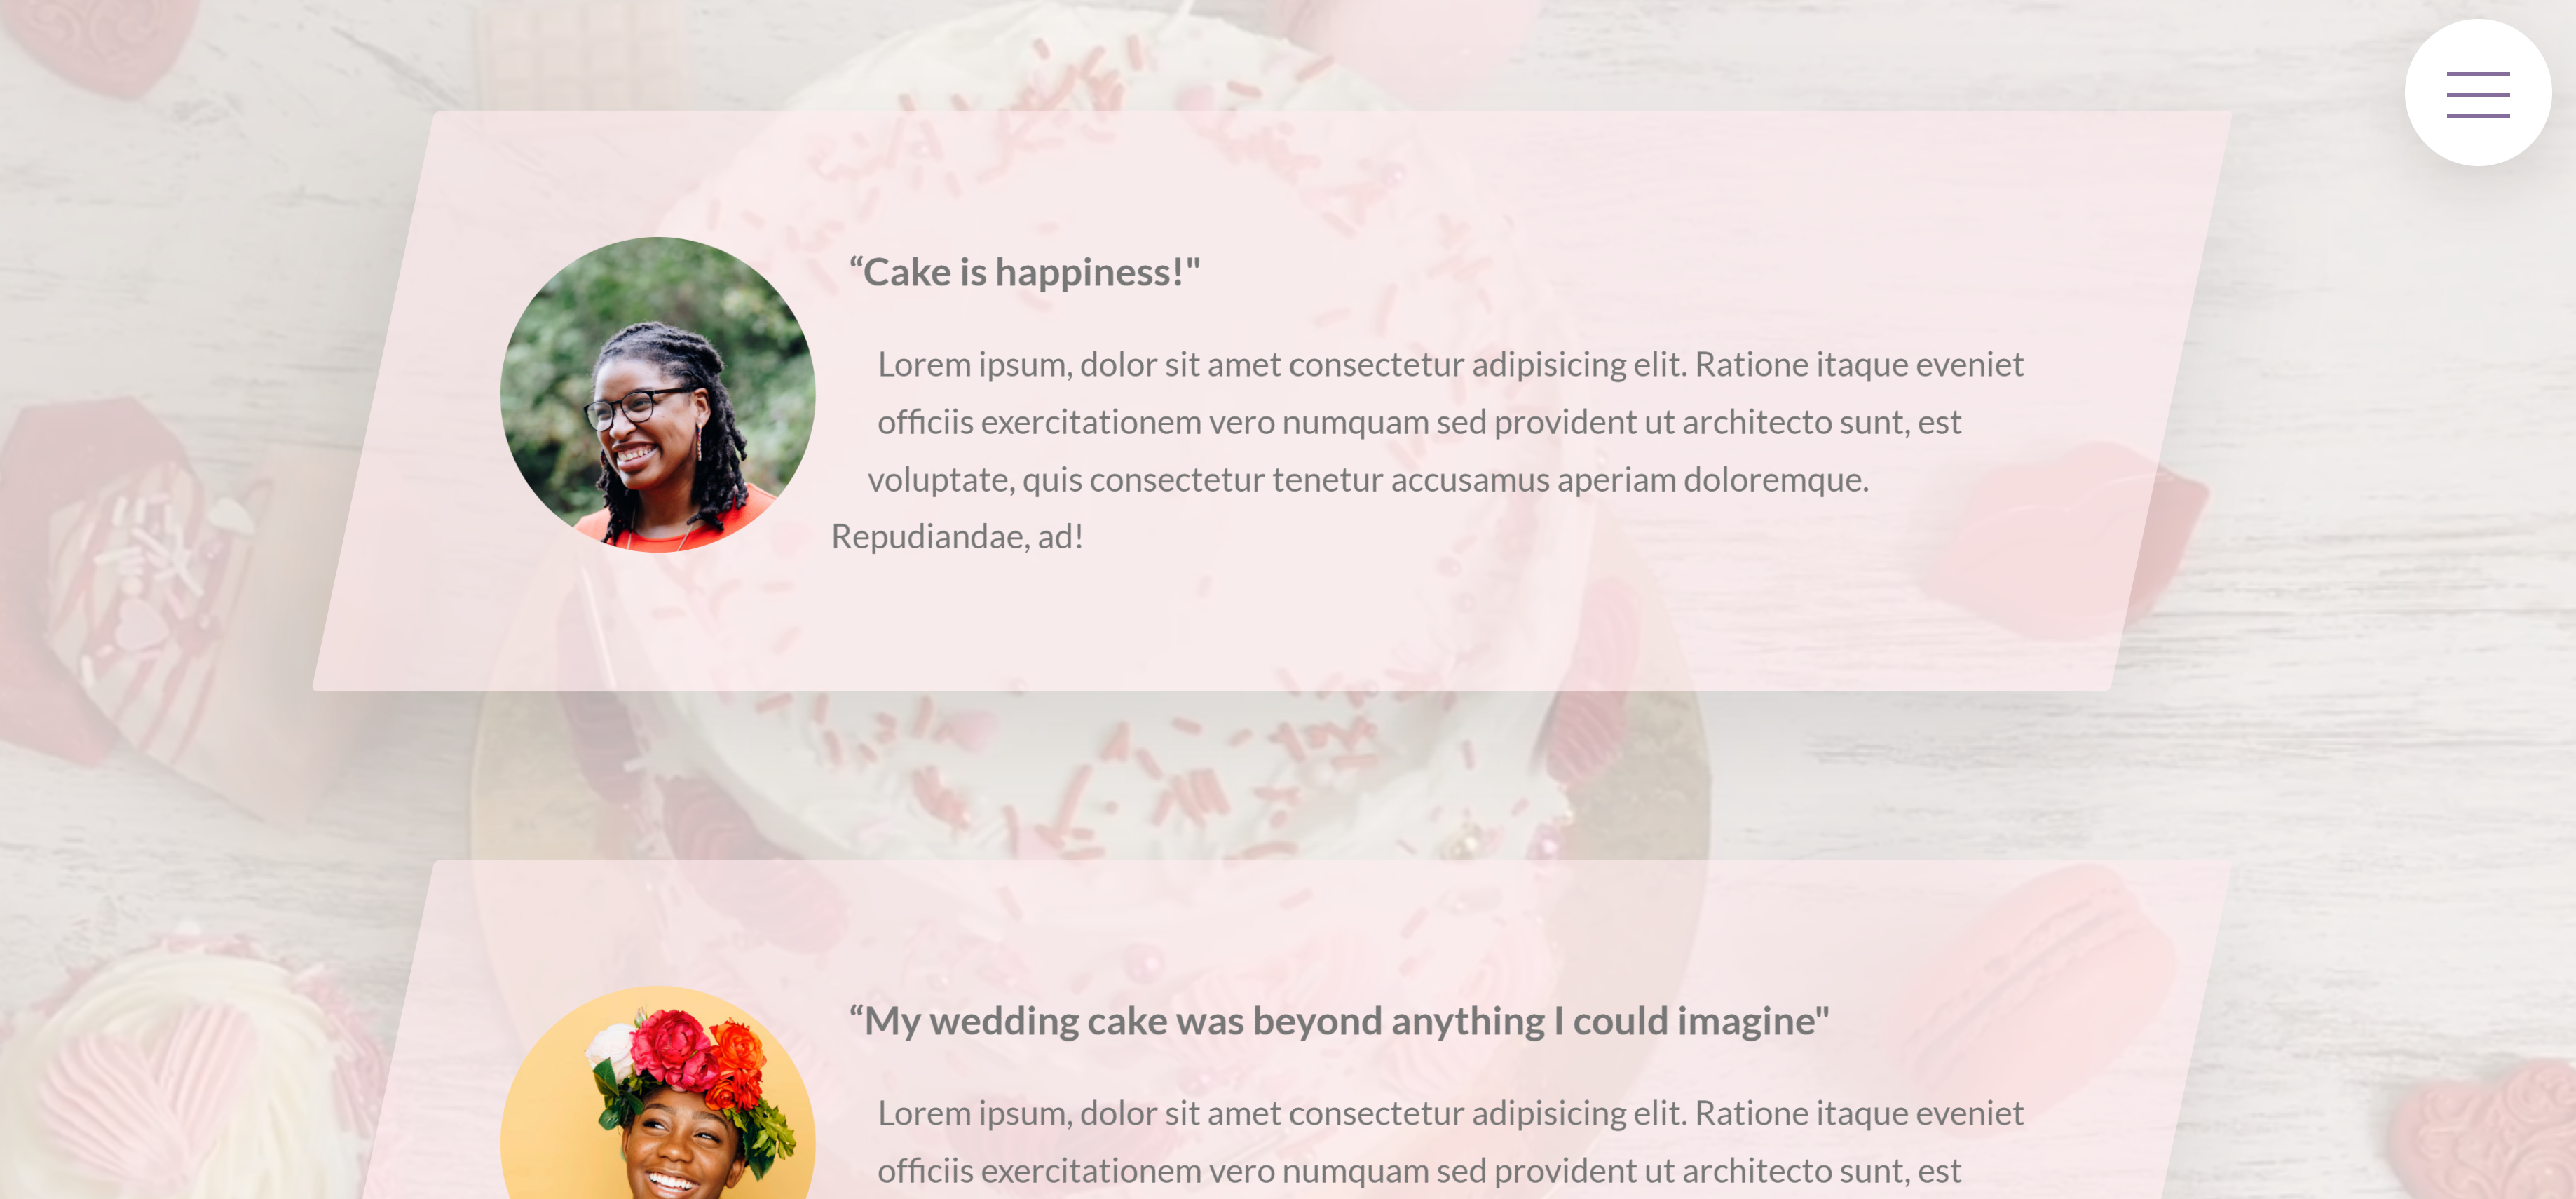 “Cake is happiness!"
Lorem ipsum, dolor sit amet consectetur adipisicing elit. Ratione itaque eveniet
officiis exercitationem vero numquam sed provident ut architecto sunt, est
voluptate, quis consectetur tenetur accusamus aperiam doloremque.
Repudiandae, ad!
“My wedding cake was beyond anything I could imagine"
Lorem ipsum, dolor sit amet consectetur adipisicing elit. Ratione itaque eveniet
officiis exercitationem vero numquam sed provident ut architecto sunt, est